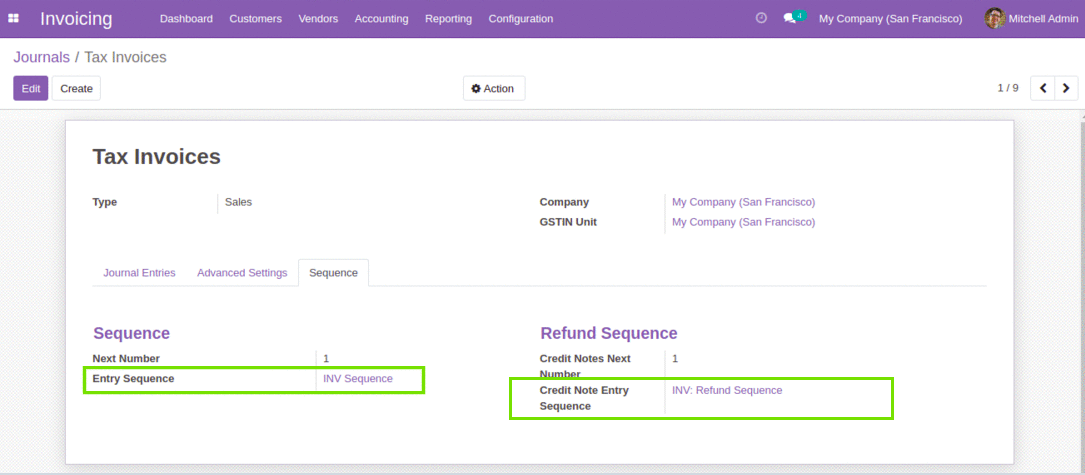 Invoicing Dashboard Customers Vendors Accounting Reporting Configuration 4 My Company (San Francisco) Mitchell Admin
Journals / Tax Invoices
Edit Create Action 1 / 9
Tax Invoices
Type Sales Company My Company (San Francisco)
GSTIN Unit My Company (San Francisco)
Journal Entries Advanced Settings Sequence
Sequence Refund Sequence
Next Number 1 Credit Notes Next 1
Number
Entry Sequence INV Sequence Credit Note Entry INV: Refund Sequence
Sequence